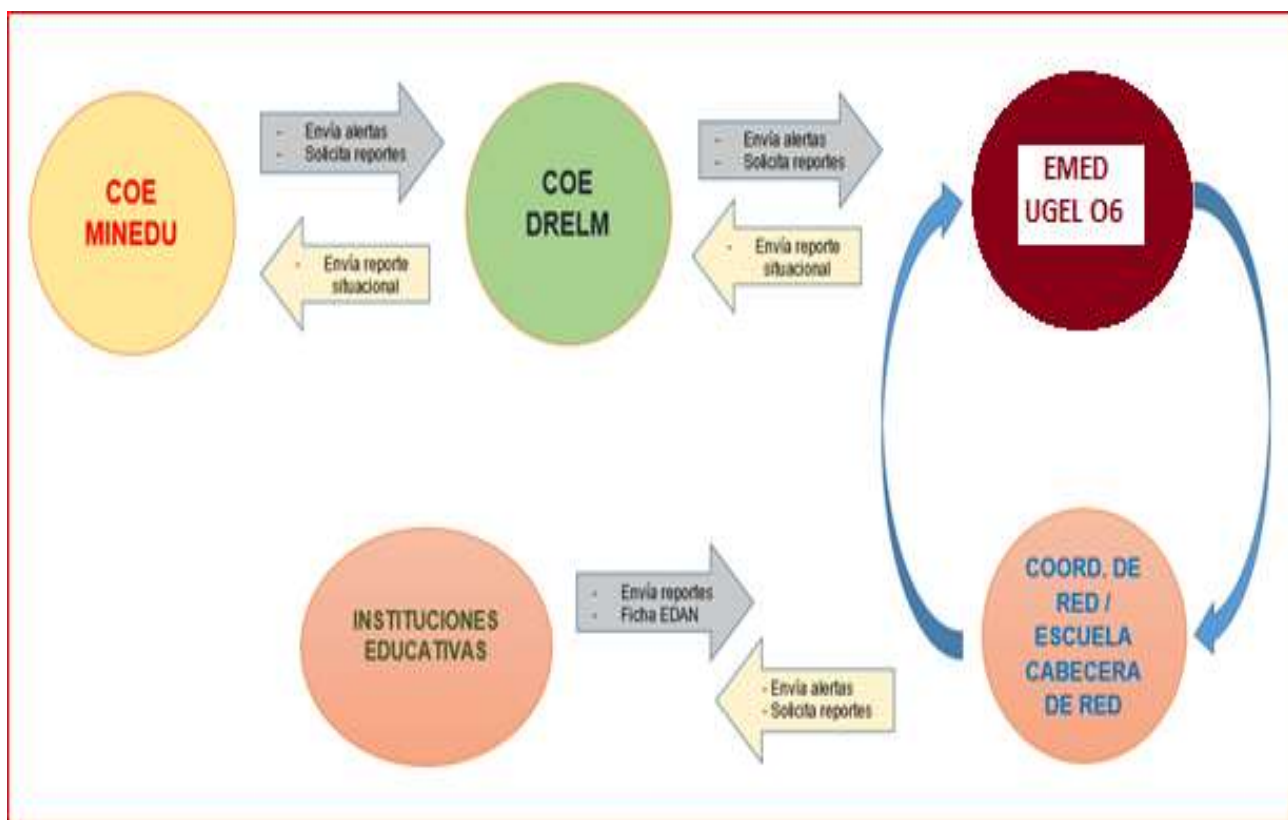 COE
MINEDU
- Envía alertas
- Solicita reportes
- Envía reporte
situacional
COE
DRELM
- Envía alertas
- Solicita reportes
- Envía reporte
situacional
EMED
UGEL O6
INSTITUCIONES
EDUCATIVAS
- Envía reportes
- Ficha EDAN
- Envía alertas
- Solicita reportes
COORD. DE
RED /
ESCUELA
CABECERA
DE RED